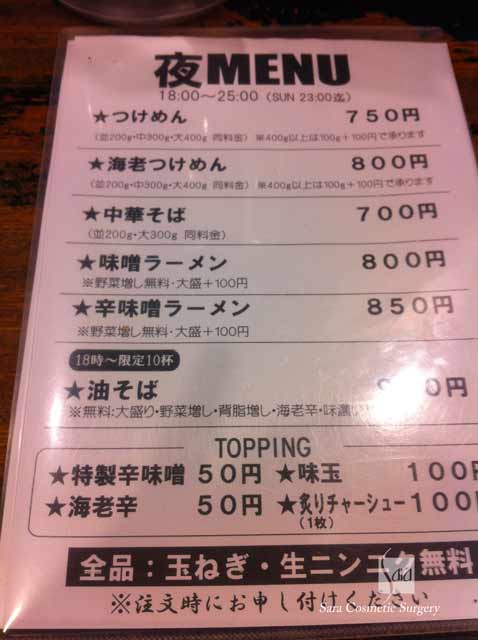 夜MENU
18:00～25:00 (SUN 23:00迄)
★つけめん 750円
(並200g・中300g・大400g 同料金) ※400g以上は100g+100円で承ります
★海老つけめん 800円
(並200g・中300g・大400g 同料金) ※400g以上は100g+100円で承ります
★中華そば 700円
(並200g・大300g 同料金)
★味噌ラーメン 800円
※野菜増し無料・大盛+100円
★辛味噌ラーメン 850円
※野菜増し無料・大盛+100円
18時～限定10杯
★油そば 0円
※無料:大盛り・野菜増し・背脂増し・海老辛・味濃い
TOPPING
★特製辛味噌 50円 ★味玉 100円
★海老辛 50円 ★炙りチャーシュー 100
(1枚)
全品：玉ねぎ・生ニンニク無料
※注文時にお申し付けください
Sara Cosmetic Surgery